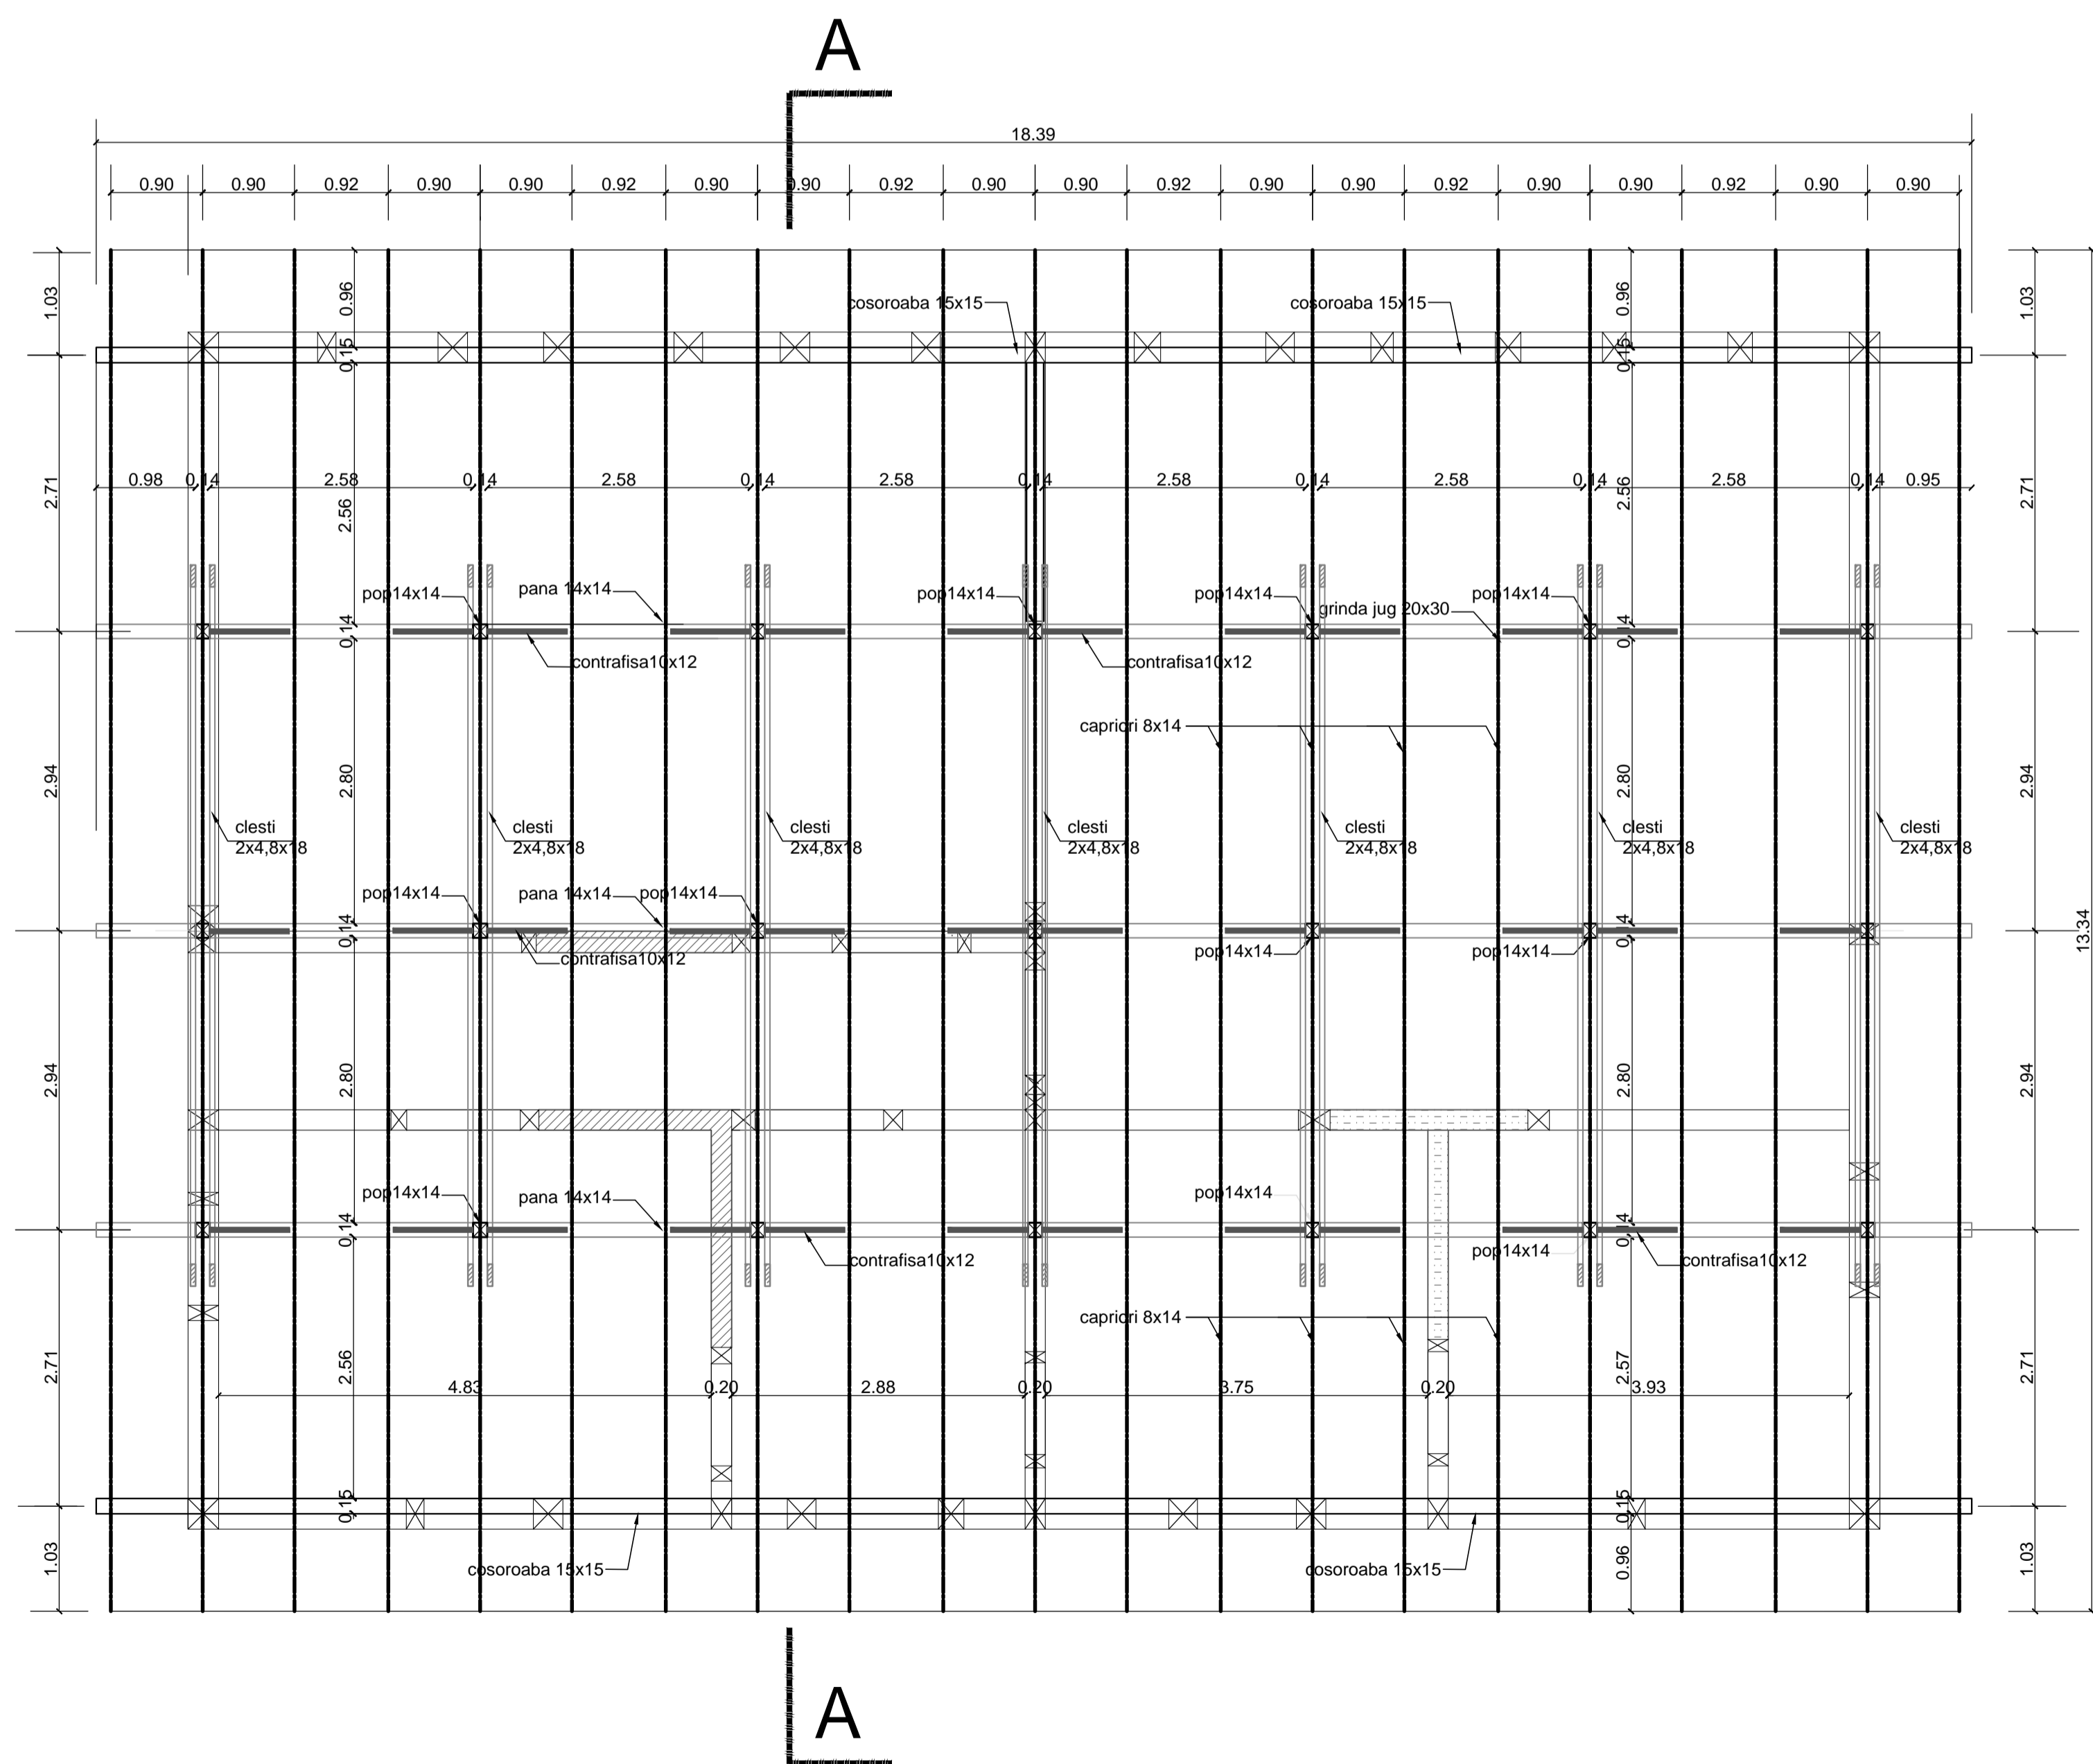 A
18.39
0.90 0.90 0.92 0.90 0.90 0.92 0.90 0.90 0.92 0.90 0.90 0.92 0.90 0.90 0.92 0.90 0.90 0.92 0.90 0.90
1.03 0.96 cosoroaba 15x15 cosoroaba 15x15 0.96 1.03
0.15 0.15
0.98 0.14 2.58 0.14 2.58 0.14 2.58 0.14 2.58 0.14 2.58 0.14 2.58 0.14 0.95
2.71 2.56 2.56 2.71
pop14x14 pana 14x14 pop14x14 pop14x14 grinda jug 20x30 pop14x14
0.14 0.14
contrafisa10x12 contrafisa10x12
capriori 8x14
2.94 2.80 2.80 2.94
clesti clesti clesti clesti clesti clesti clesti
2x4,8x18 2x4,8x18 2x4,8x18 2x4,8x18 2x4,8x18 2x4,8x18 2x4,8x18
pop14x14 pana 14x14 pop14x14
0.14 0.14 13.34
contrafisa10x12 pop14x14 pop14x14
2.94 2.80 2.80 2.94
pop14x14 pana 14x14 pop14x14
0.14 0.14
contrafisa10x12 pop14x14 contrafisa10x12
capriori 8x14
2.71 2.56 2.57 2.71
4.83 0.20 2.88 0.20 3.75 0.20 3.93
0.15 0.15
1.03 cosoroaba 15x15 cosoroaba 15x15 0.96 1.03
A